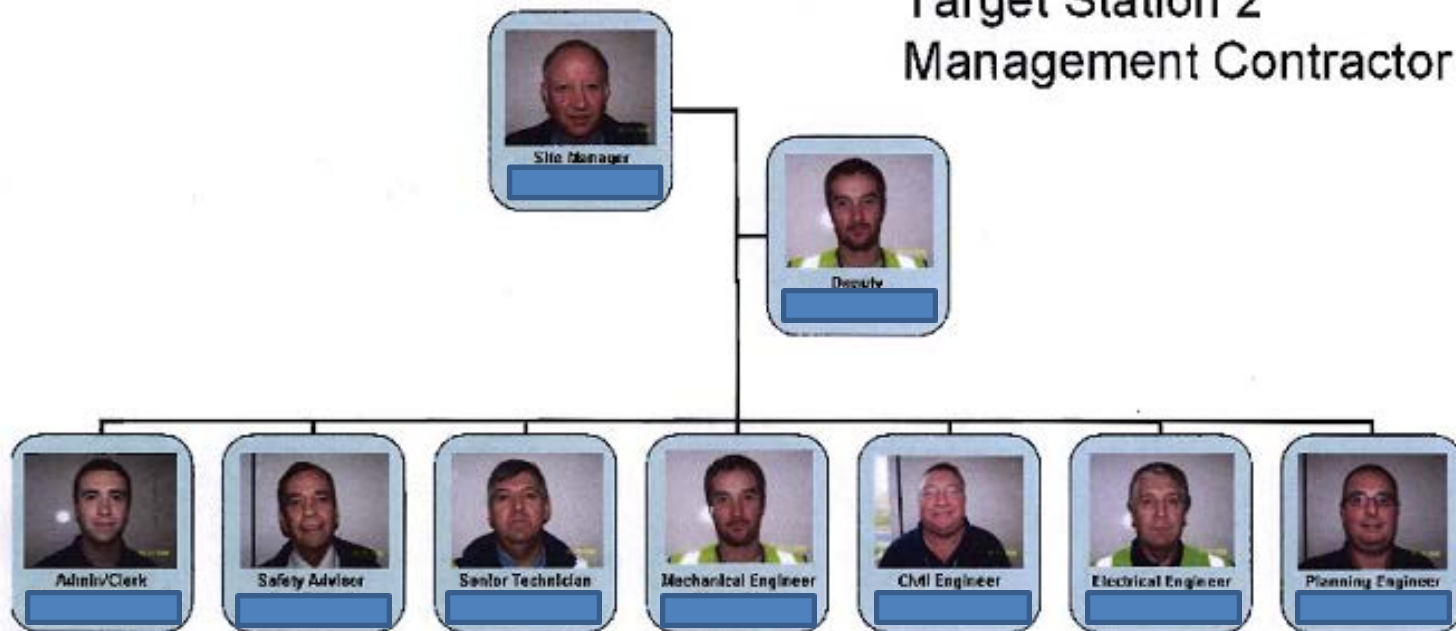 Target Station 2
Management Contractor
Site Manager
Deputy
Admin/Clerk
Safety Advisor
Senior Technician
Mechanical Engineer
Civil Engineer
Electrical Engineer
Planning Engineer